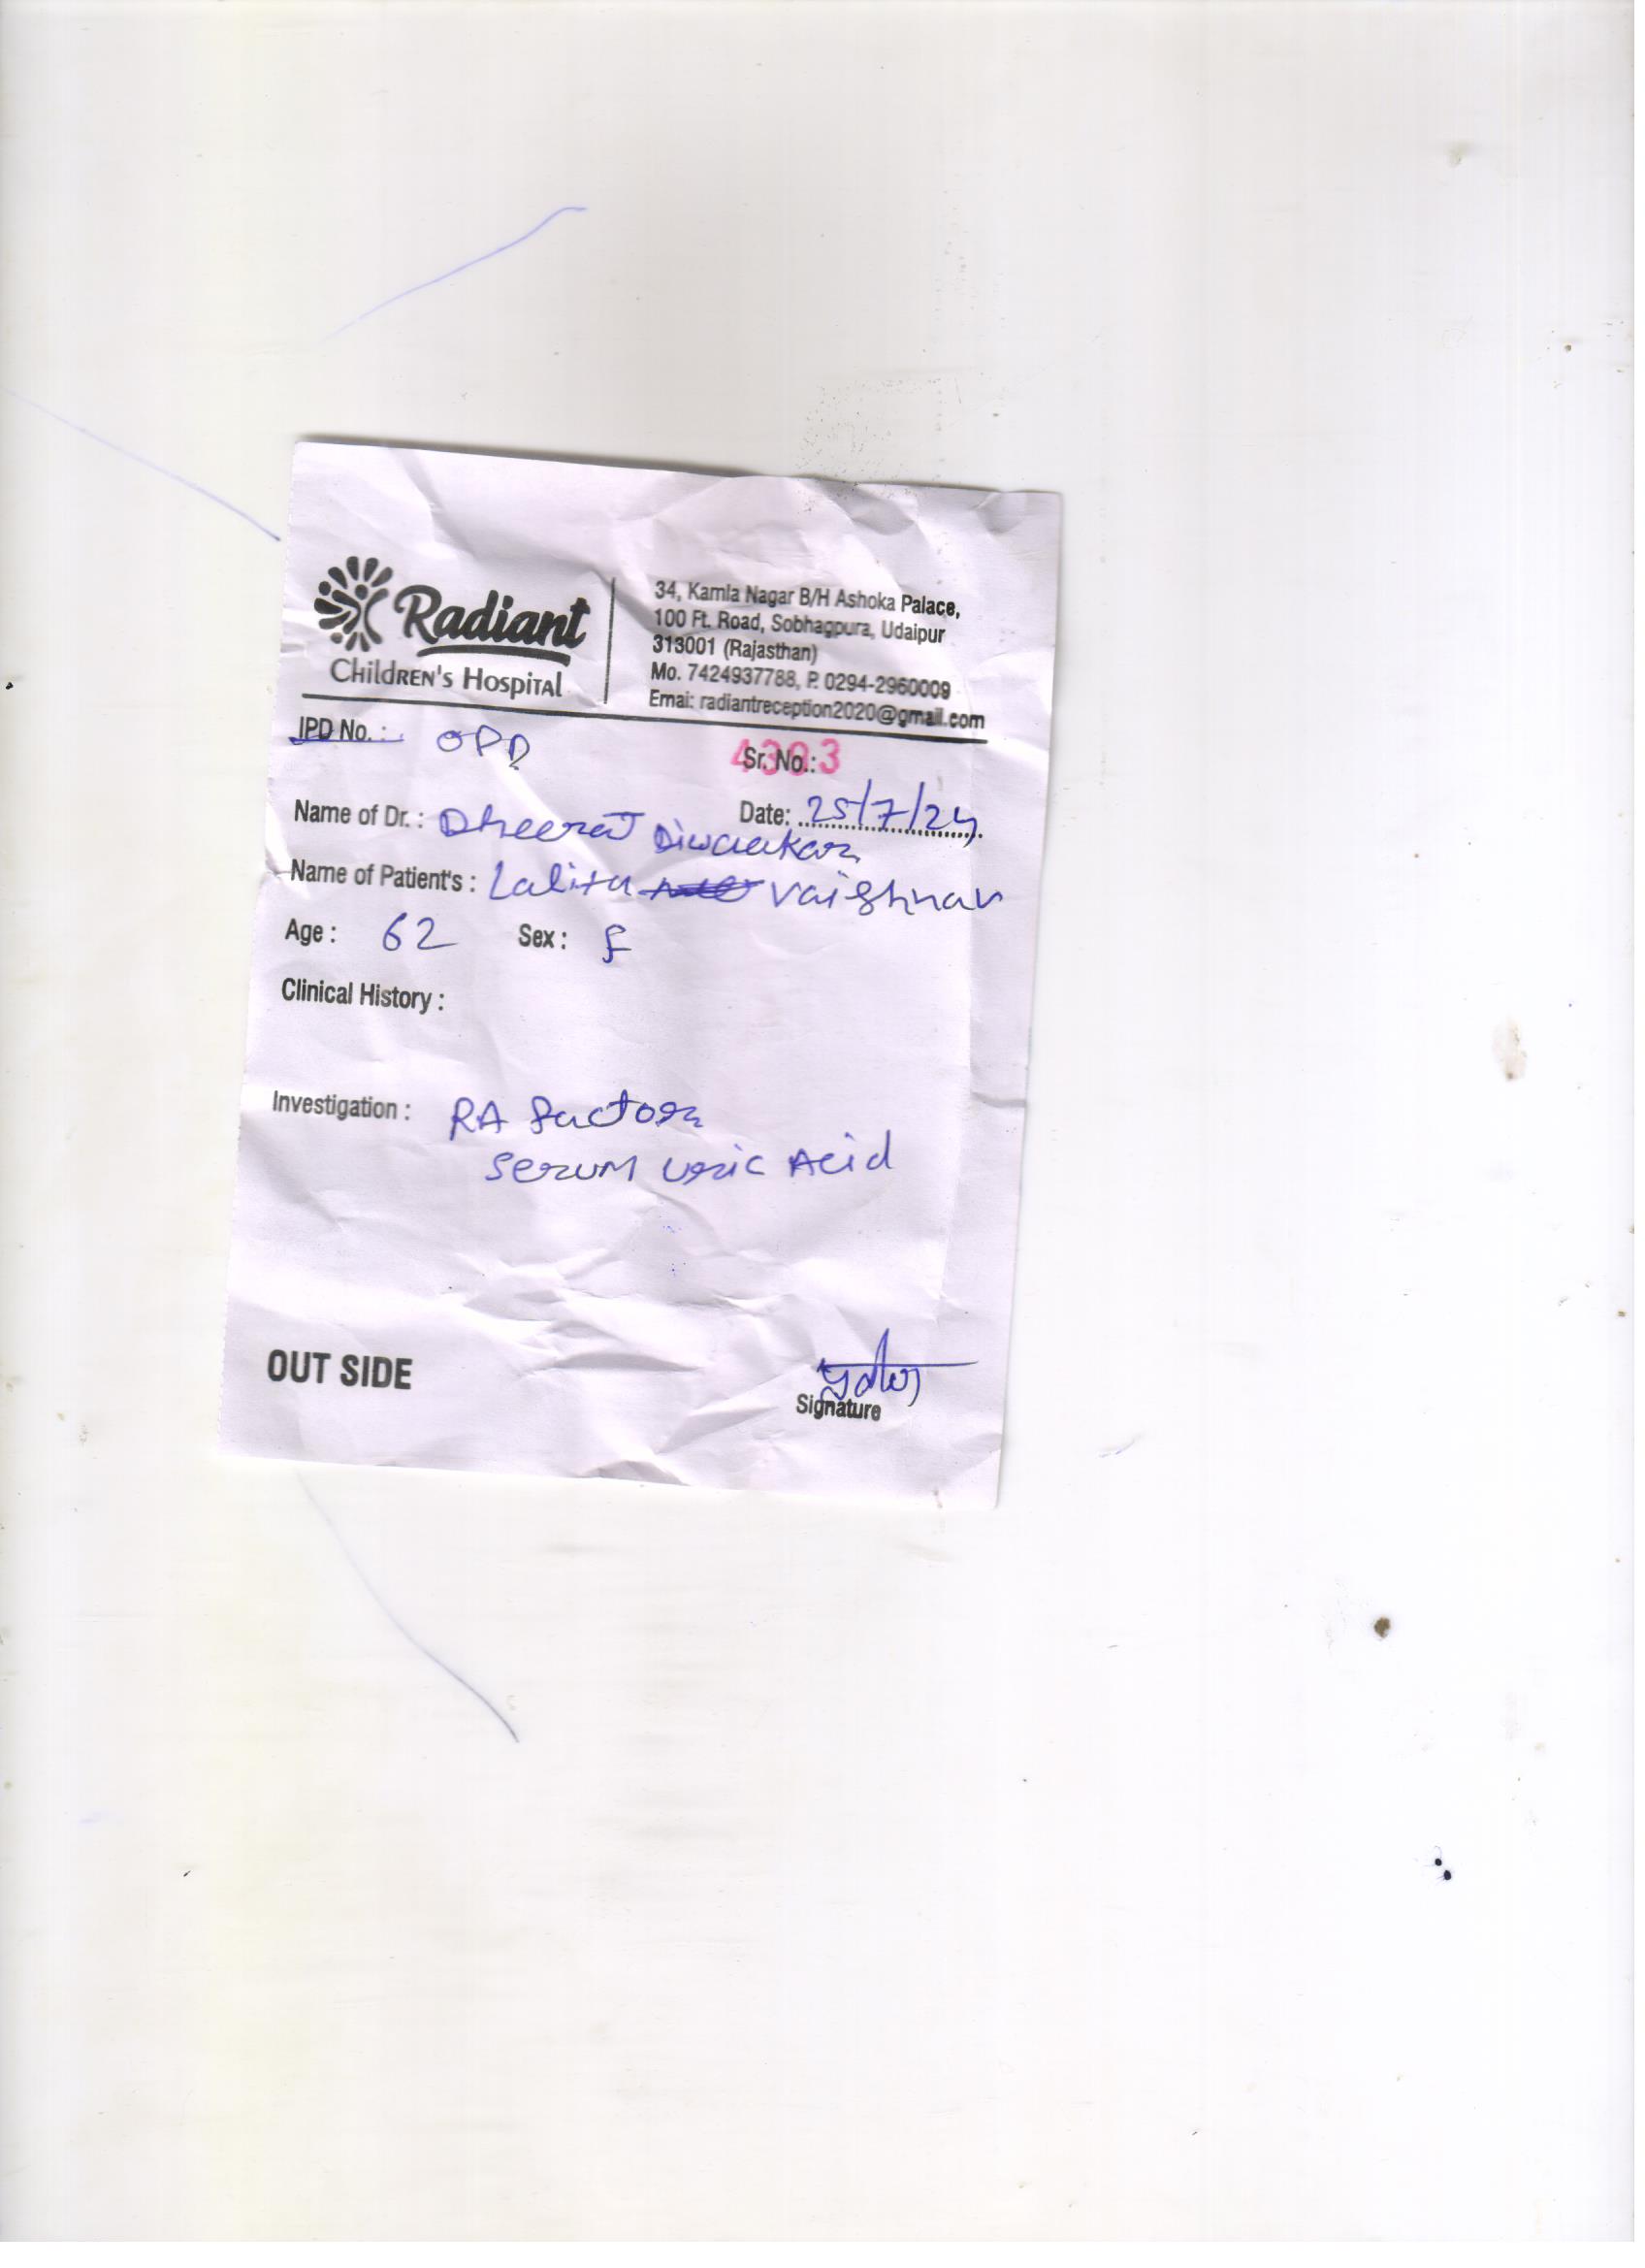 Radiant
Children's Hospital
34, Kamla Nagar B/H Ashoka Palace,
100 Ft. Road, Sobhagpura, Udaipur
313001 (Rajasthan)
Mo. 7424937788, P. 0294-2960009
Emai: radiantreception2020@gmail.com
IPD No. : OPD
Sr. No.:
Name of Dr. : Dheeraj Diwaakar
Date: 25/7/24
Name of Patient's : Lalita Vaishnav
Age : 62 Sex : F
Clinical History :
Investigation : RA factor
Serum Uric Acid
OUT SIDE
Signature